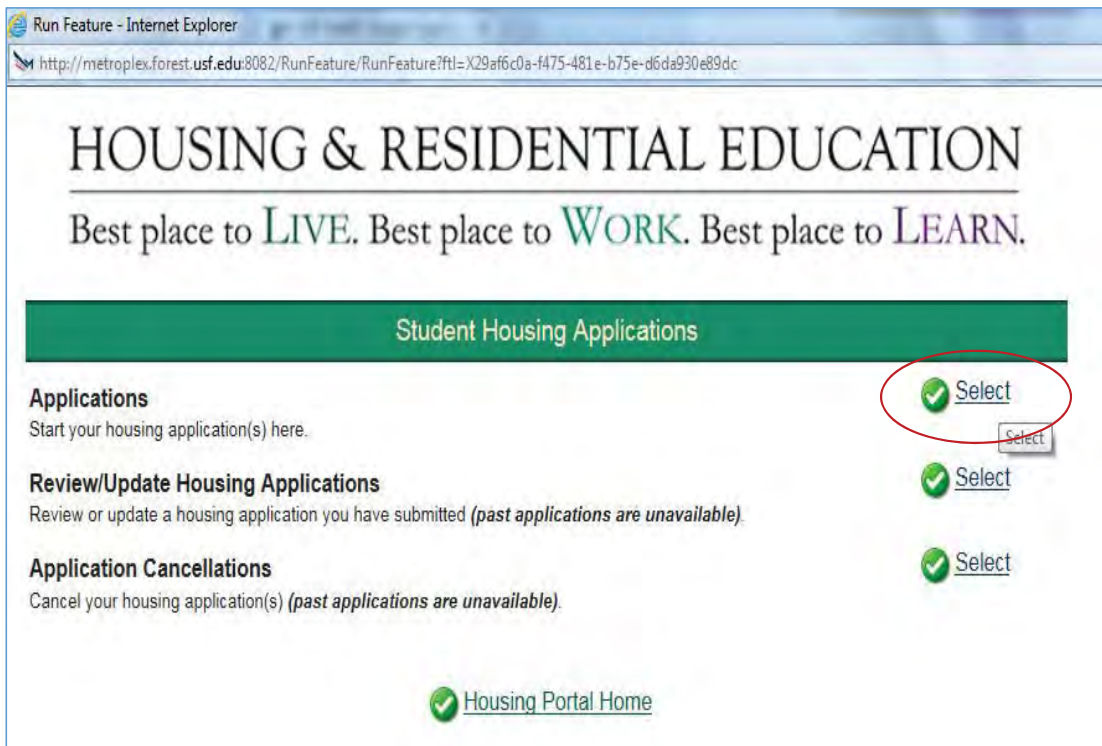 Run Feature - Internet Explorer
http://metroplex.forest.usf.edu:8082/RunFeature/RunFeature?ftl=X29af6c0a-f475-481e-b75e-d6da930e89dc
HOUSING & RESIDENTIAL EDUCATION
Best place to LIVE. Best place to WORK. Best place to LEARN.
Student Housing Applications
Applications
Select
Start your housing application(s) here.
Select
Review/Update Housing Applications
Select
Review or update a housing application you have submitted (past applications are unavailable).
Application Cancellations
Select
Cancel your housing application(s) (past applications are unavailable).
Housing Portal Home